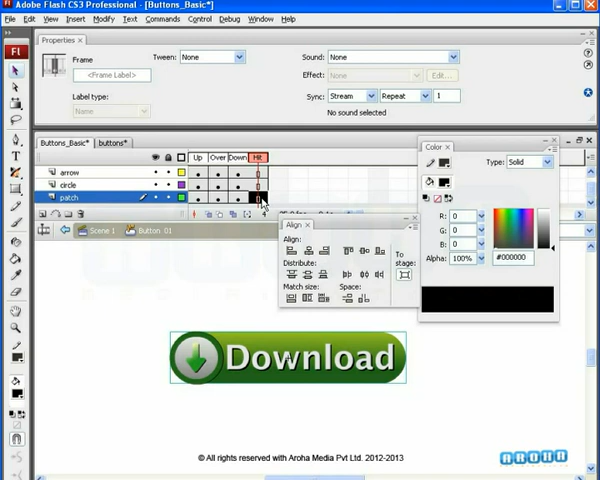 Adobe Flash CS3 Professional - [Buttons_Basic*]
File Edit View Insert Modify Text Commands Control Debug Window Help
Properties
Frame
<Frame Label>
Label type:
Name
Tween: None
Sound: None
Effect: None Edit...
Sync: Stream Repeat 1
No sound selected
Buttons_Basic* buttons*
Up Over Down Hit
arrow
circle
patch
Scene 1 Button 01
Align
Align:
Distribute:
Match size: Space:
To stage:
Color
Type: Solid
R: 0
G: 0
B: 0
Alpha: 100% #000000
Download
© All rights reserved with Aroha Media Pvt Ltd. 2012-2013
AROHA